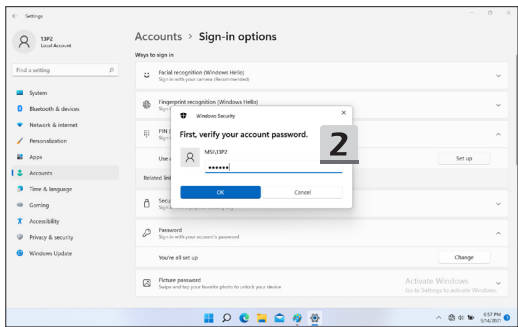 Settings
13P2
Local Account
Find a setting
System
Bluetooth & devices
Network & internet
Personalization
Apps
Accounts
Time & language
Gaming
Accessibility
Privacy & security
Windows Update
Accounts > Sign-in options
Ways to sign in
Facial recognition (Windows Hello)
Sign in with your camera (Recommended)
Fingerprint recognition (Windows Hello)
PIN
Set up
Windows Security
First, verify your account password.
MSI\13P2
••••••
OK
Cancel
2
Password
Sign in with your account's password
You're all set up
Change
Picture password
Swipe and tap your favorite photo to unlock your device
Activate Windows
Go to Settings to activate Windows.
6:57 PM